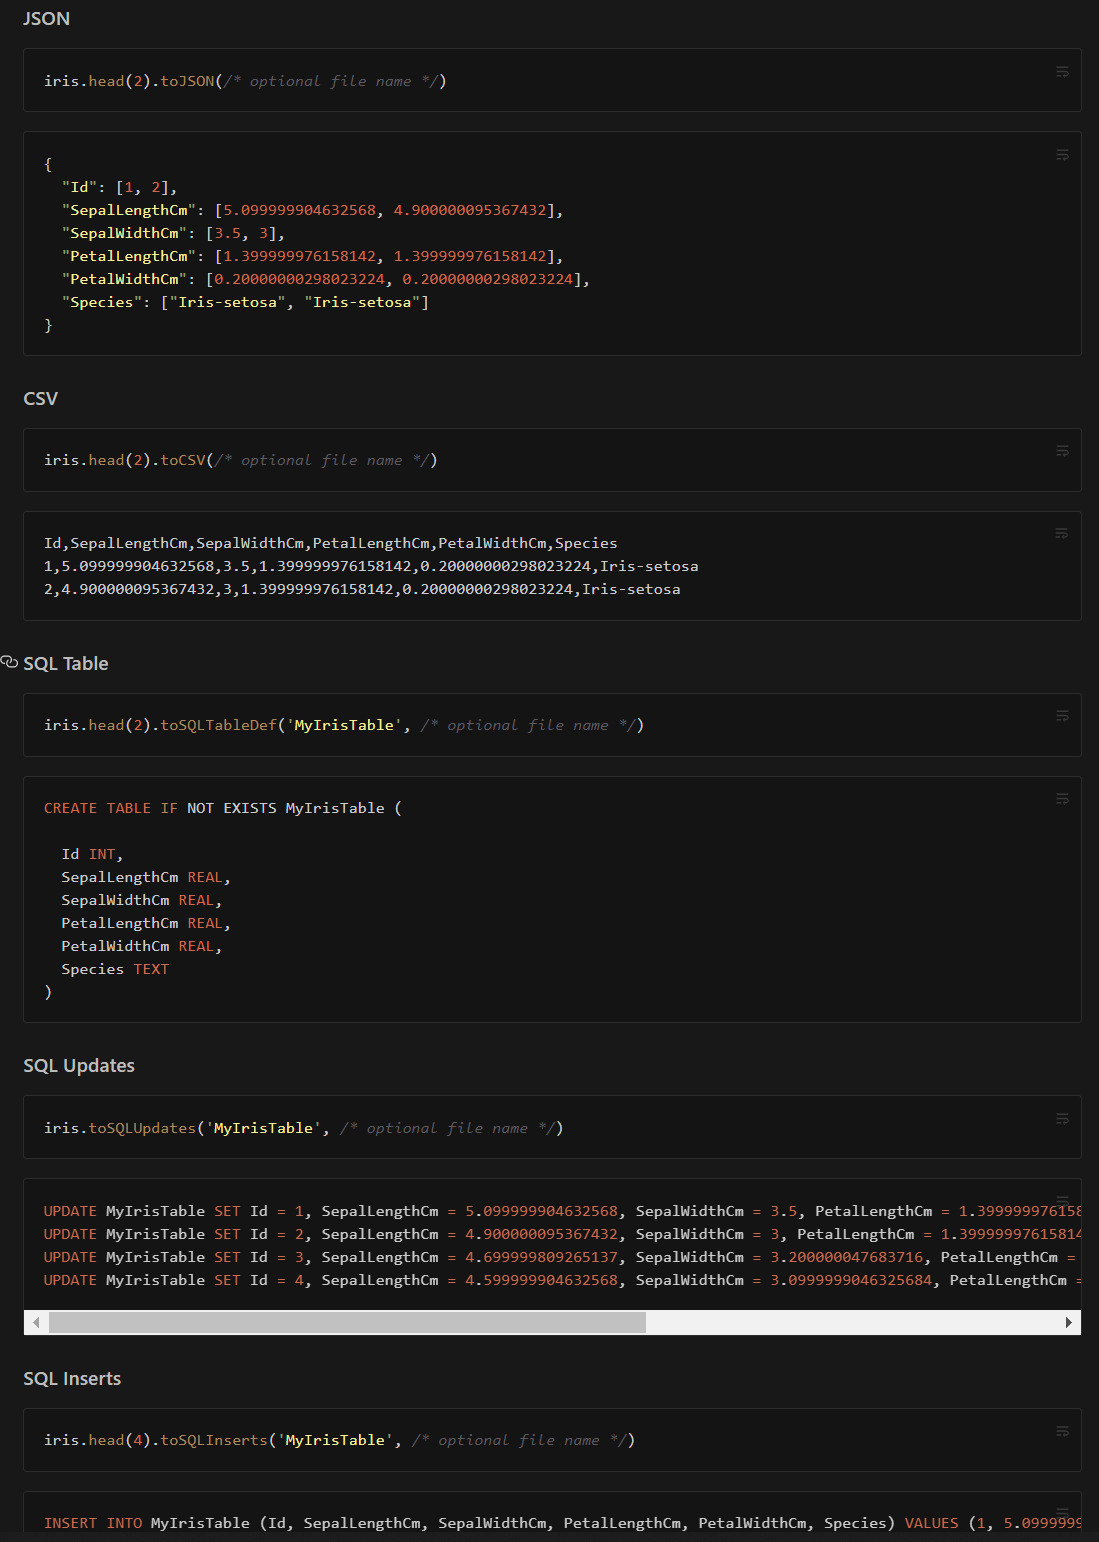 JSON
iris.head(2).toJSON(/* optional file name */)
{
  "Id": [1, 2],
  "SepalLengthCm": [5.099999904632568, 4.900000095367432],
  "SepalWidthCm": [3.5, 3],
  "PetalLengthCm": [1.399999976158142, 1.399999976158142],
  "PetalWidthCm": [0.20000000298023224, 0.20000000298023224],
  "Species": ["Iris-setosa", "Iris-setosa"]
}
CSV
iris.head(2).toCSV(/* optional file name */)
Id,SepalLengthCm,SepalWidthCm,PetalLengthCm,PetalWidthCm,Species
1,5.099999904632568,3.5,1.399999976158142,0.20000000298023224,Iris-setosa
2,4.900000095367432,3,1.399999976158142,0.20000000298023224,Iris-setosa
SQL Table
iris.head(2).toSQLTableDef('MyIrisTable', /* optional file name */)
CREATE TABLE IF NOT EXISTS MyIrisTable (
  Id INT,
  SepalLengthCm REAL,
  SepalWidthCm REAL,
  PetalLengthCm REAL,
  PetalWidthCm REAL,
  Species TEXT
)
SQL Updates
iris.toSQLUpdates('MyIrisTable', /* optional file name */)
UPDATE MyIrisTable SET Id = 1, SepalLengthCm = 5.099999904632568, SepalWidthCm = 3.5, PetalLengthCm = 1.3999999976158
UPDATE MyIrisTable SET Id = 2, SepalLengthCm = 4.900000095367432, SepalWidthCm = 3, PetalLengthCm = 1.39999997615814
UPDATE MyIrisTable SET Id = 3, SepalLengthCm = 4.699999809265137, SepalWidthCm = 3.200000047683716, PetalLengthCm =
UPDATE MyIrisTable SET Id = 4, SepalLengthCm = 4.599999904632568, SepalWidthCm = 3.0999999046325684, PetalLengthCm =
SQL Inserts
iris.head(4).toSQLInserts('MyIrisTable', /* optional file name */)
INSERT INTO MyIrisTable (Id, SepalLengthCm, SepalWidthCm, PetalLengthCm, PetalWidthCm, Species) VALUES (1, 5.0999999